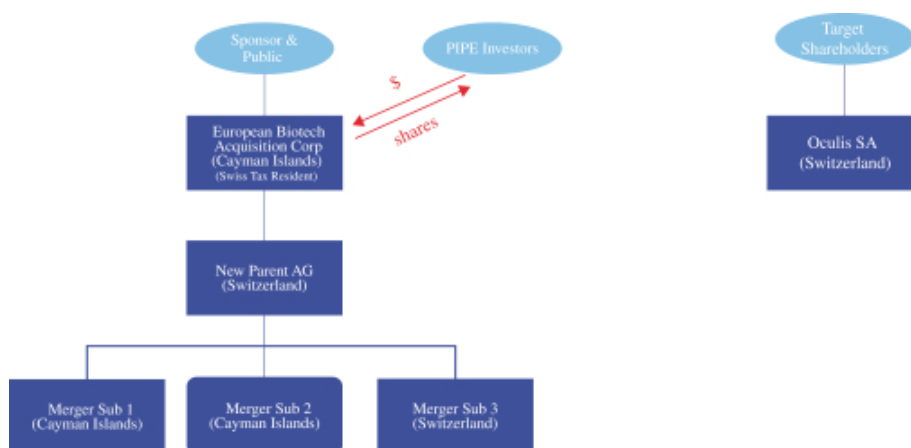 Sponsor &
Public
PIPE Investors
Target
Shareholders
$
shares
European Biotech
Acquisition Corp
(Cayman Islands)
(Swiss Tax Resident)
Oculis SA
(Switzerland)
New Parent AG
(Switzerland)
Merger Sub 1
(Cayman Islands)
Merger Sub 2
(Cayman Islands)
Merger Sub 3
(Switzerland)